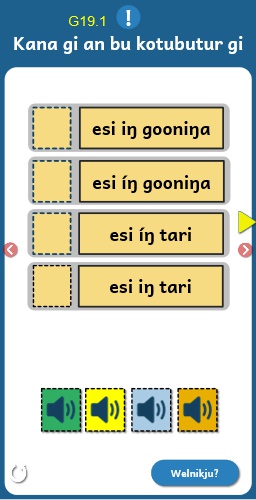 G19.1
!
Kana gi an bu kotubutur gi
esi iŋ gooniŋa
esi íŋ gooniŋa
esi íŋ tari
esi iŋ tari
Welnikju?